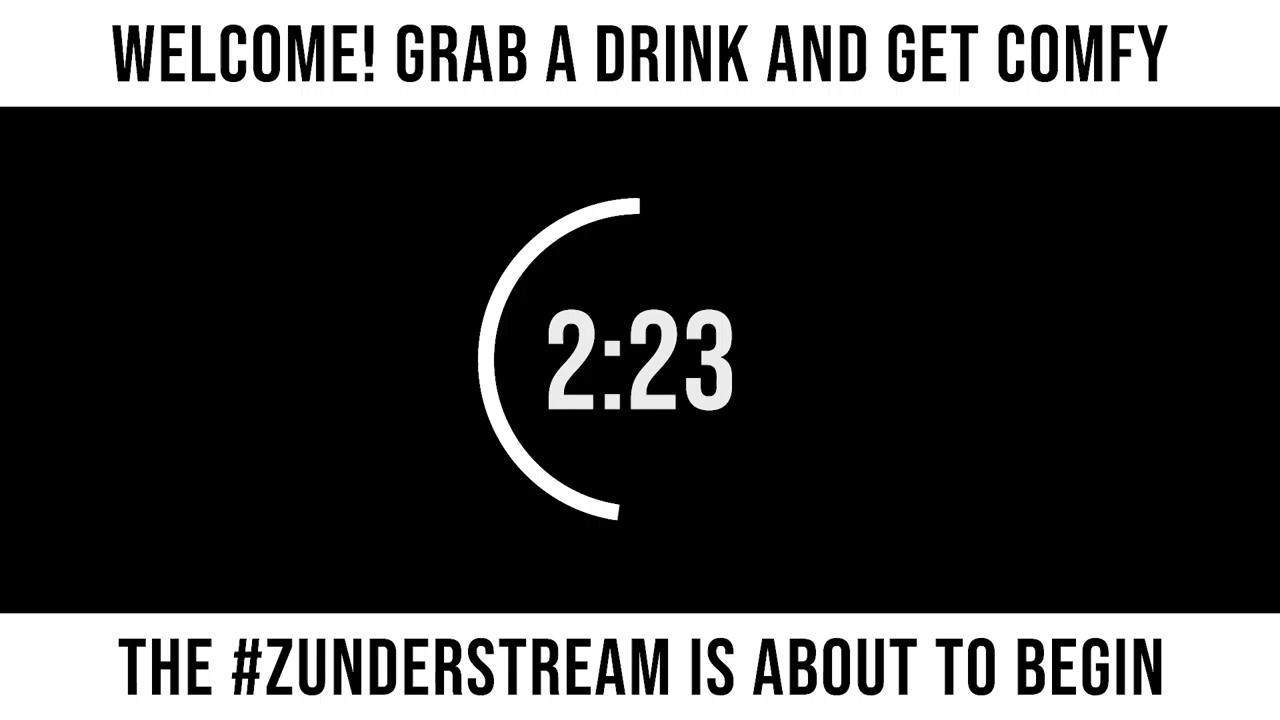 WELCOME! GRAB A DRINK AND GET COMFY
2:23
THE #ZUNDERSTREAM IS ABOUT TO BEGIN